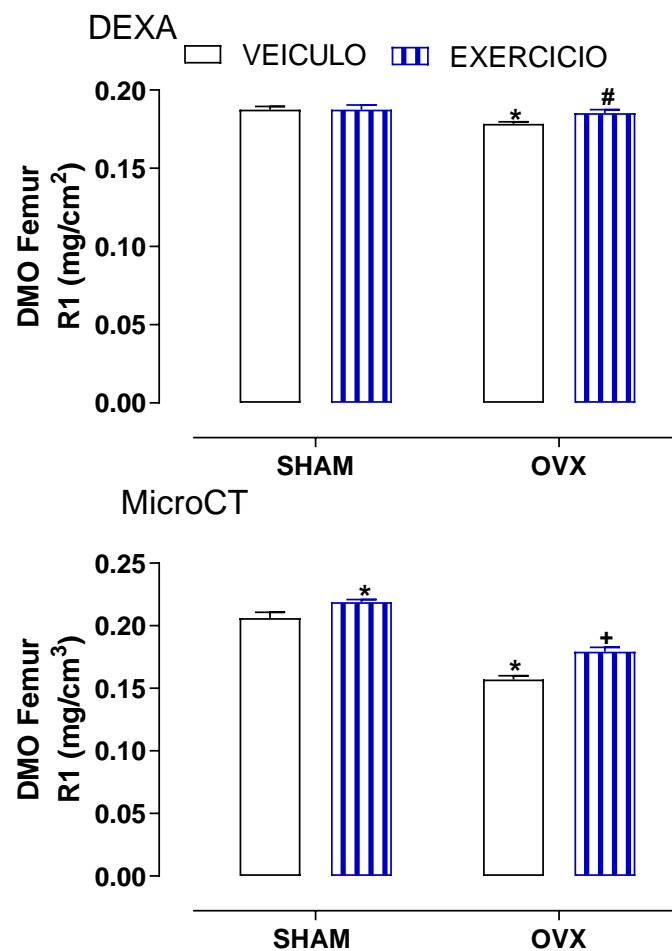 DEXA
VEICULO EXERCICIO
DMO Femur
R1 (mg/cm²)
0.20
0.15
0.10
0.05
0.00
*
#
SHAM OVX
MicroCT
DMO Femur
R1 (mg/cm³)
0.25
0.20
0.15
0.10
0.05
0.00
*
*
+
SHAM OVX